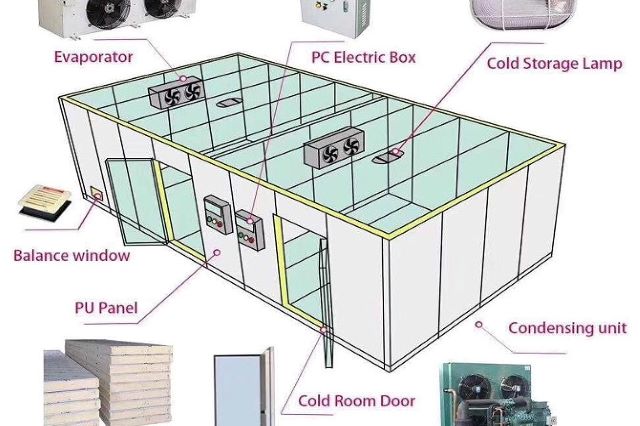 Evaporator
PC Electric Box
Cold Storage Lamp
Balance window
PU Panel
Condensing unit
Cold Room Door